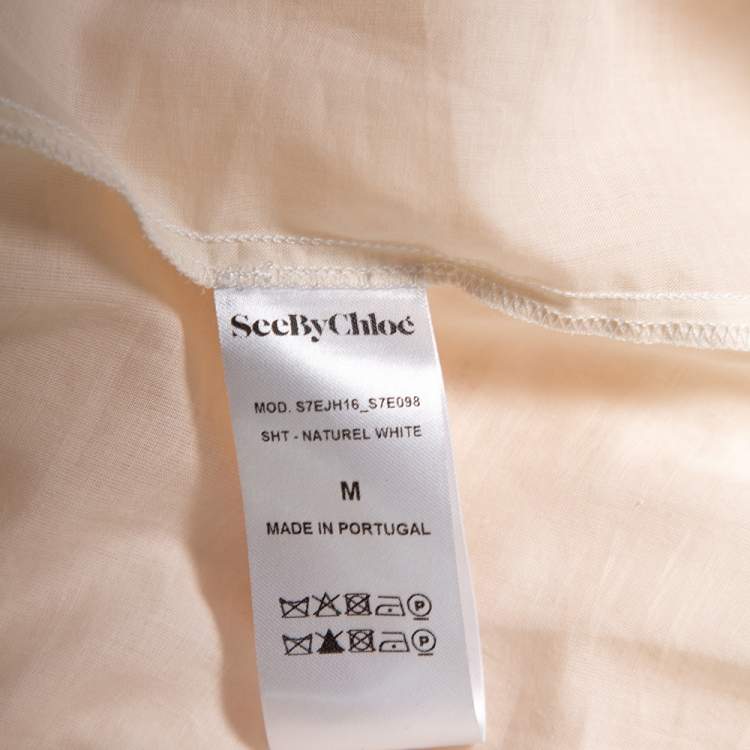 SeeByChloé
MOD. S7EJH16_S7E098
SHT - NATUREL WHITE
M
MADE IN PORTUGAL
P
P